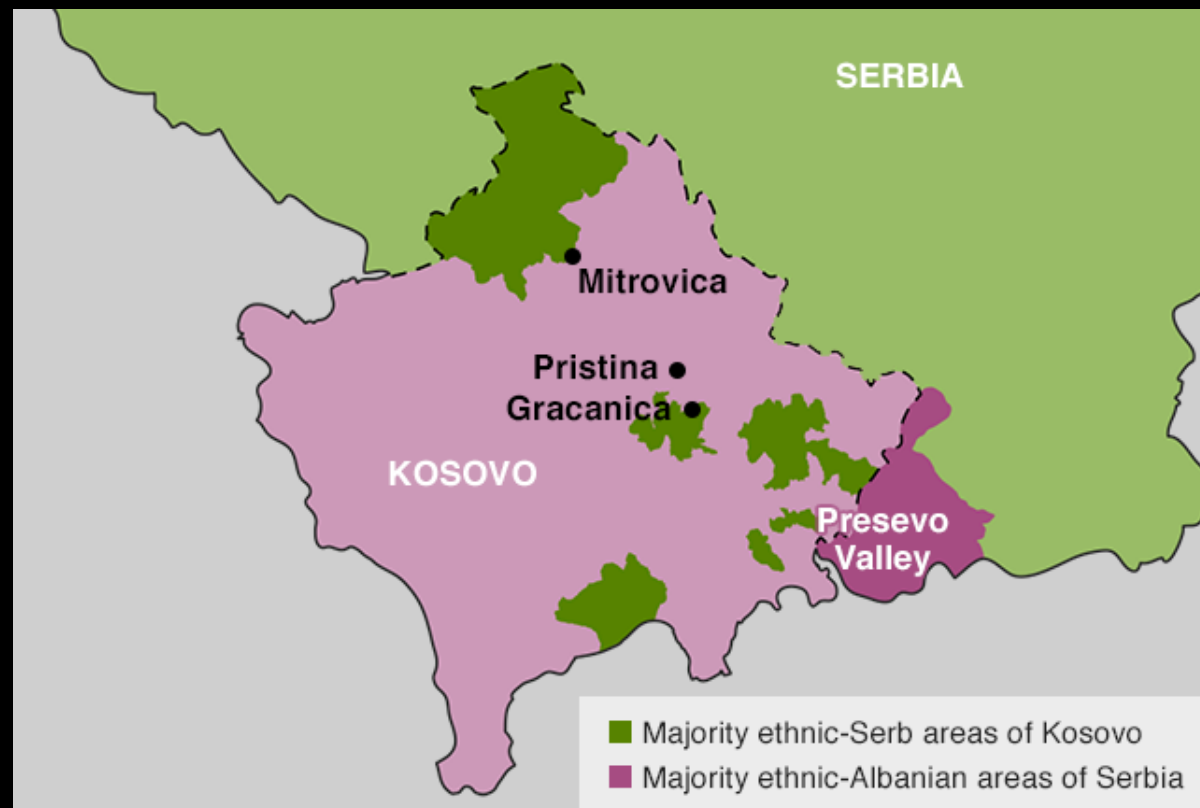 SERBIA
Mitrovica
Pristina
Gracanica
KOSOVO
Presevo
Valley
Majority ethnic-Serb areas of Kosovo
Majority ethnic-Albanian areas of Serbia